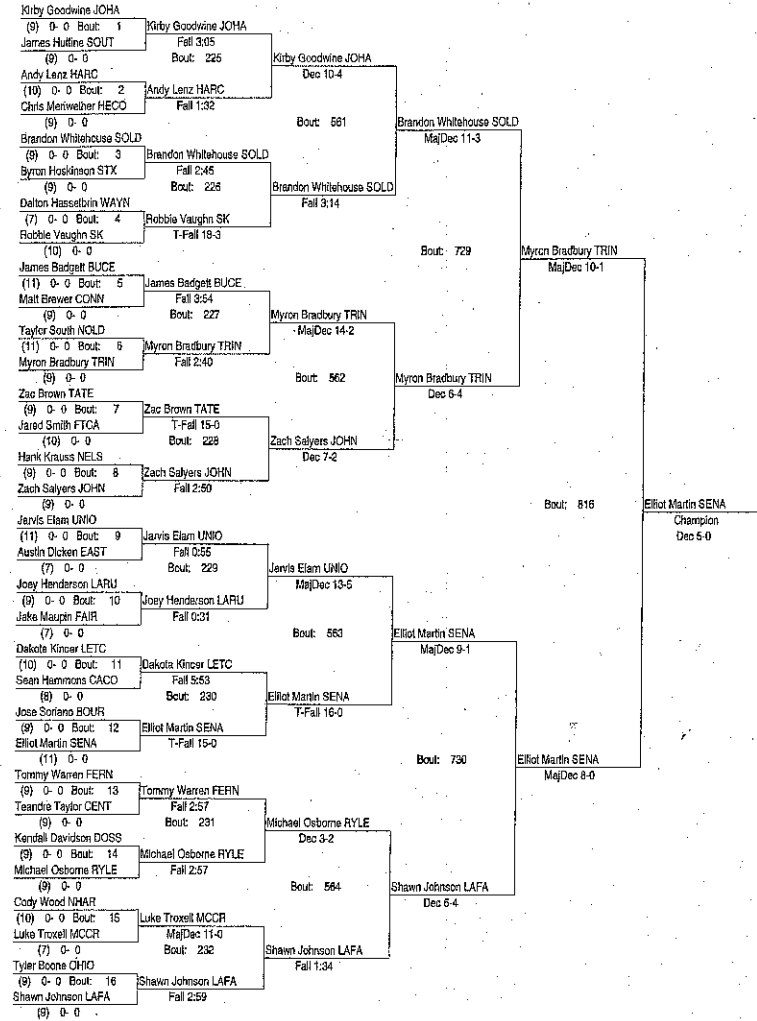 Kirby Goodwine JOHA
(9) 0- 0 Bout: 1
James Huffine SOUT
(9) 0- 0
Andy Lenz HARC
(10) 0- 0 Bout: 2
Chris Meriwether HECO
(9) 0- 0
Brandon Whitehouse SOLD
(9) 0- 0 Bout: 3
Byron Hoskinson STX
(9) 0- 0
Dalton Hasselbrin WAYN
(7) 0- 0 Bout: 4
Robbie Vaughn SK
(10) 0- 0
James Badgett BUCE
(11) 0- 0 Bout: 5
Matt Brewer CONN
(9) 0- 0
Taylor South NOLD
(11) 0- 0 Bout: 6
Myron Bradbury TRIN
(9) 0- 0
Zac Brown TATE
(9) 0- 0 Bout: 7
Jared Smith FTCA
(10) 0- 0
Hank Krauss NELS
(9) 0- 0 Bout: 8
Zach Salyers JOHN
(9) 0- 0
Jarvis Elam UNIO
(11) 0- 0 Bout: 9
Austin Dicken EAST
(7) 0- 0
Joey Henderson LARU
(9) 0- 0 Bout: 10
Jake Maupin FAIR
(7) 0- 0
Dakota Kincer LETC
(10) 0- 0 Bout: 11
Sean Hammons CACO
(8) 0- 0
Jose Soriano BOUR
(9) 0- 0 Bout: 12
Elliot Martin SENA
(11) 0- 0
Tommy Warren FERN
(9) 0- 0 Bout: 13
Teandre Taylor CENT
(9) 0- 0
Kendall Davidson DOSS
(9) 0- 0 Bout: 14
Michael Osborne RYLE
(9) 0- 0
Cody Wood NHAR
(10) 0- 0 Bout: 15
Luke Troxell MCCR
(7) 0- 0
Tyler Boone OHIO
(9) 0- 0 Bout: 16
Shawn Johnson LAFA
(9) 0- 0
Kirby Goodwine JOHA
Fall 3:05
Bout: 225
Andy Lenz HARC
Fall 1:32
Brandon Whitehouse SOLD
Fall 2:45
Bout: 226
Robbie Vaughn SK
T-Fall 18-3
James Badgett BUCE
Fall 3:54
Bout: 227
Myron Bradbury TRIN
Fall 2:40
Zac Brown TATE
T-Fall 15-0
Bout: 228
Zach Salyers JOHN
Fall 2:50
Jarvis Elam UNIO
Fall 0:55
Bout: 229
Joey Henderson LARU
Fall 0:31
Dakota Kincer LETC
Fall 5:53
Bout: 230
Elliot Martin SENA
T-Fall 15-0
Tommy Warren FERN
Fall 2:57
Bout: 231
Michael Osborne RYLE
Fall 2:57
Luke Troxell MCCR
MajDec 11-0
Bout: 232
Shawn Johnson LAFA
Fall 2:59
Kirby Goodwine JOHA
Dec 10-4
Bout: 561
Brandon Whitehouse SOLD
Fall 3:14
Myron Bradbury TRIN
MajDec 14-2
Bout: 562
Zach Salyers JOHN
Dec 7-2
Jarvis Elam UNIO
MajDec 13-5
Bout: 563
Elliot Martin SENA
T-Fall 16-0
Michael Osborne RYLE
Dec 3-2
Bout: 564
Shawn Johnson LAFA
Fall 1:34
Brandon Whitehouse SOLD
MajDec 11-3
Bout: 729
Myron Bradbury TRIN
Dec 6-4
Elliot Martin SENA
MajDec 9-1
Bout: 730
Shawn Johnson LAFA
Dec 6-4
Myron Bradbury TRIN
MajDec 10-1
Bout: 816
Elliot Martin SENA
MajDec 8-0
Elliot Martin SENA
Champion
Dec 5-0